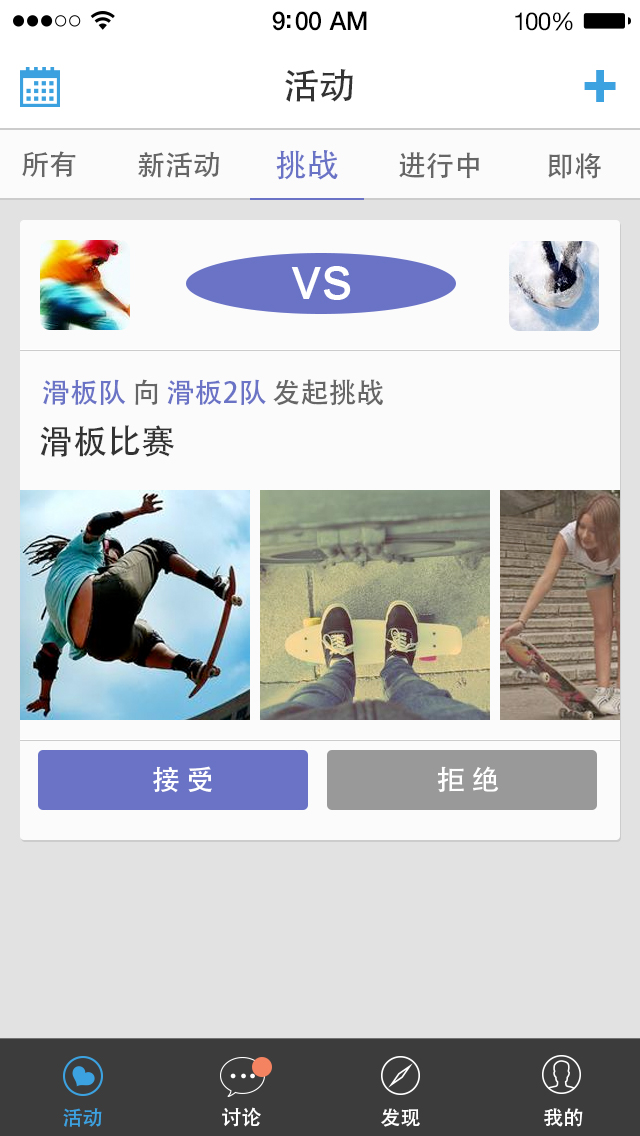 9:00 AM 100%
活动
所有 新活动 挑战 进行中 即将
VS
滑板队 向 滑板2队 发起挑战
滑板比赛
接受 拒绝
活动 讨论 发现 我的